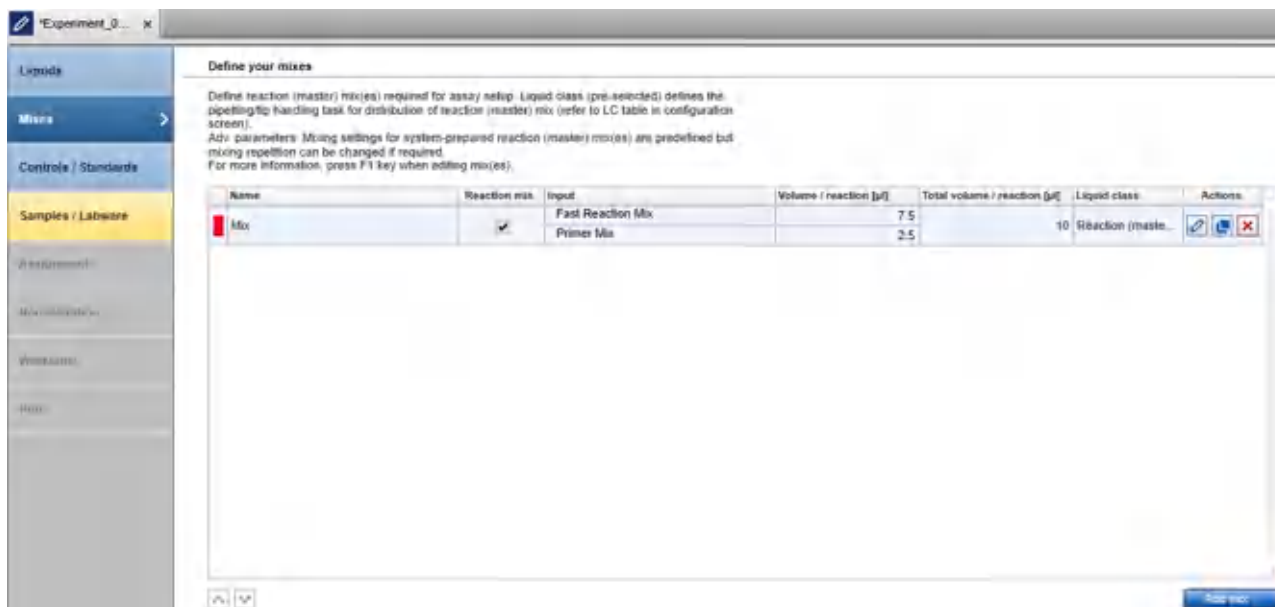 *Experiment_0...
Liquids
Mixes
Controls / Standards
Samples / Labware
Assignment
Worktable
Define your mixes
Define reaction (master) mix(es) required for assay setup. Liquid class (pre-selected) defines the
pipetting/tip handling task for distribution of reaction (master) mix (refer to LC table in configuration
screen).
Adv. parameters: Mixing settings for system-prepared reaction (master) mix(es) are predefined but
mixing repetition can be changed if required.
For more information, press F1 key when editing mix(es).
Name Reaction mix Input Volume / reaction [µl] Total volume / reaction [µl] Liquid class Actions
Mix Fast Reaction Mix 7.5 10 Reaction (maste...
Primer Mix 2.5
Add mix